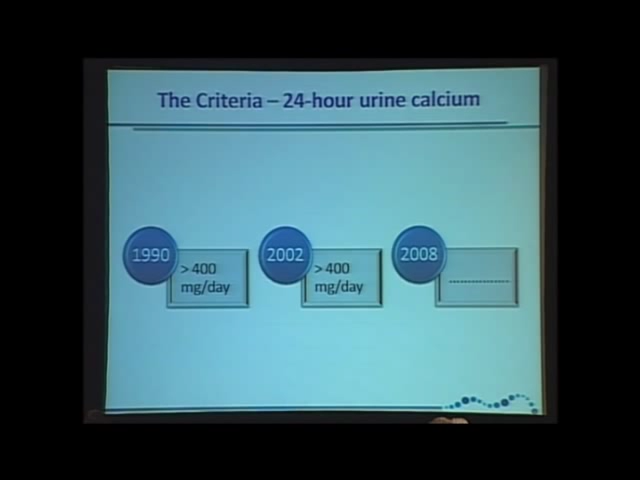 The Criteria – 24-hour urine calcium
1990
> 400
mg/day
2002
> 400
mg/day
2008
..................